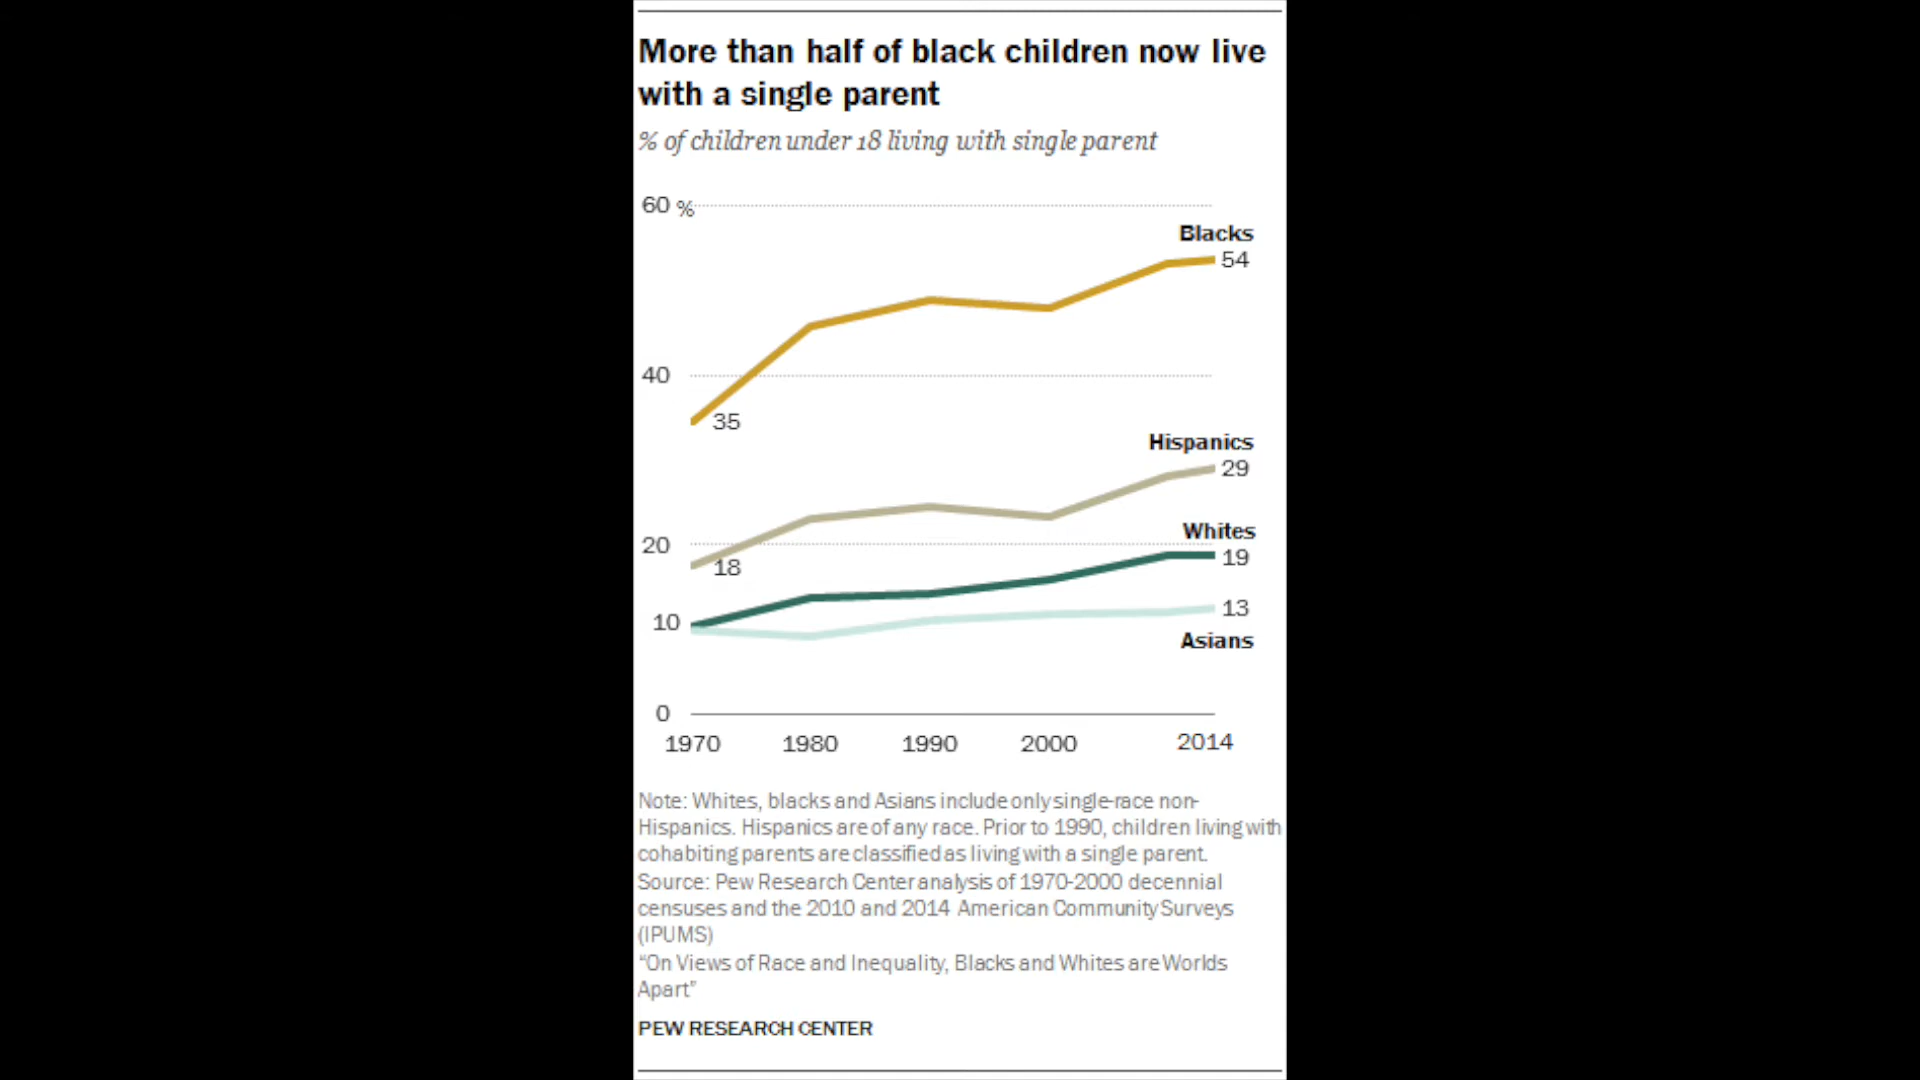 More than half of black children now live
with a single parent
% of children under 18 living with single parent
60 %
Blacks
54
40
35
Hispanics
29
Whites
20
19
18
13
10
Asians
0
1970 1980 1990 2000 2014
Note: Whites, blacks and Asians include only single-race non-
Hispanics. Hispanics are of any race. Prior to 1990, children living with
cohabiting parents are classified as living with a single parent.
Source: Pew Research Center analysis of 1970-2000 decennial
censuses and the 2010 and 2014 American Community Surveys
(IPUMS)
“On Views of Race and Inequality, Blacks and Whites are Worlds
Apart”
PEW RESEARCH CENTER